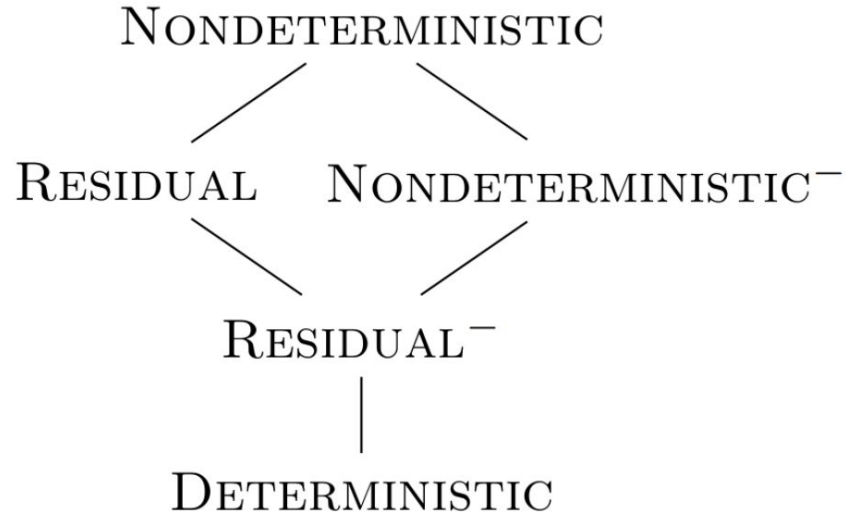 NONDETERMINISTIC
RESIDUAL NONDETERMINISTIC⁻
RESIDUAL⁻
DETERMINISTIC